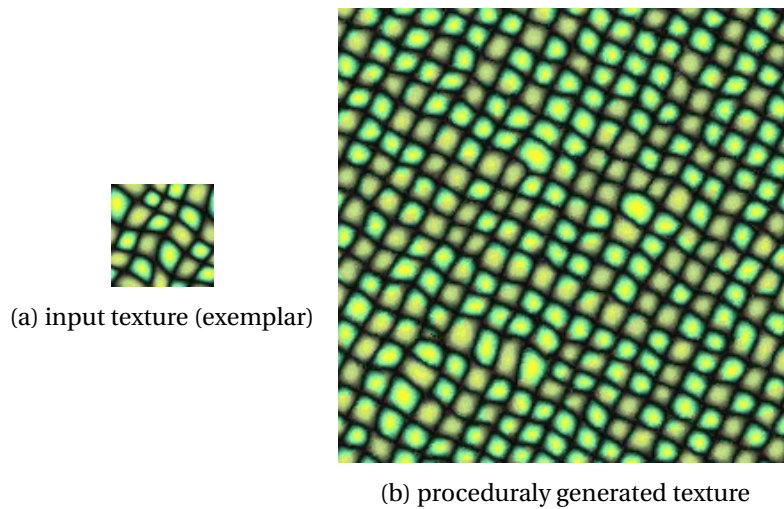 (a) input texture (exemplar)
(b) proceduraly generated texture